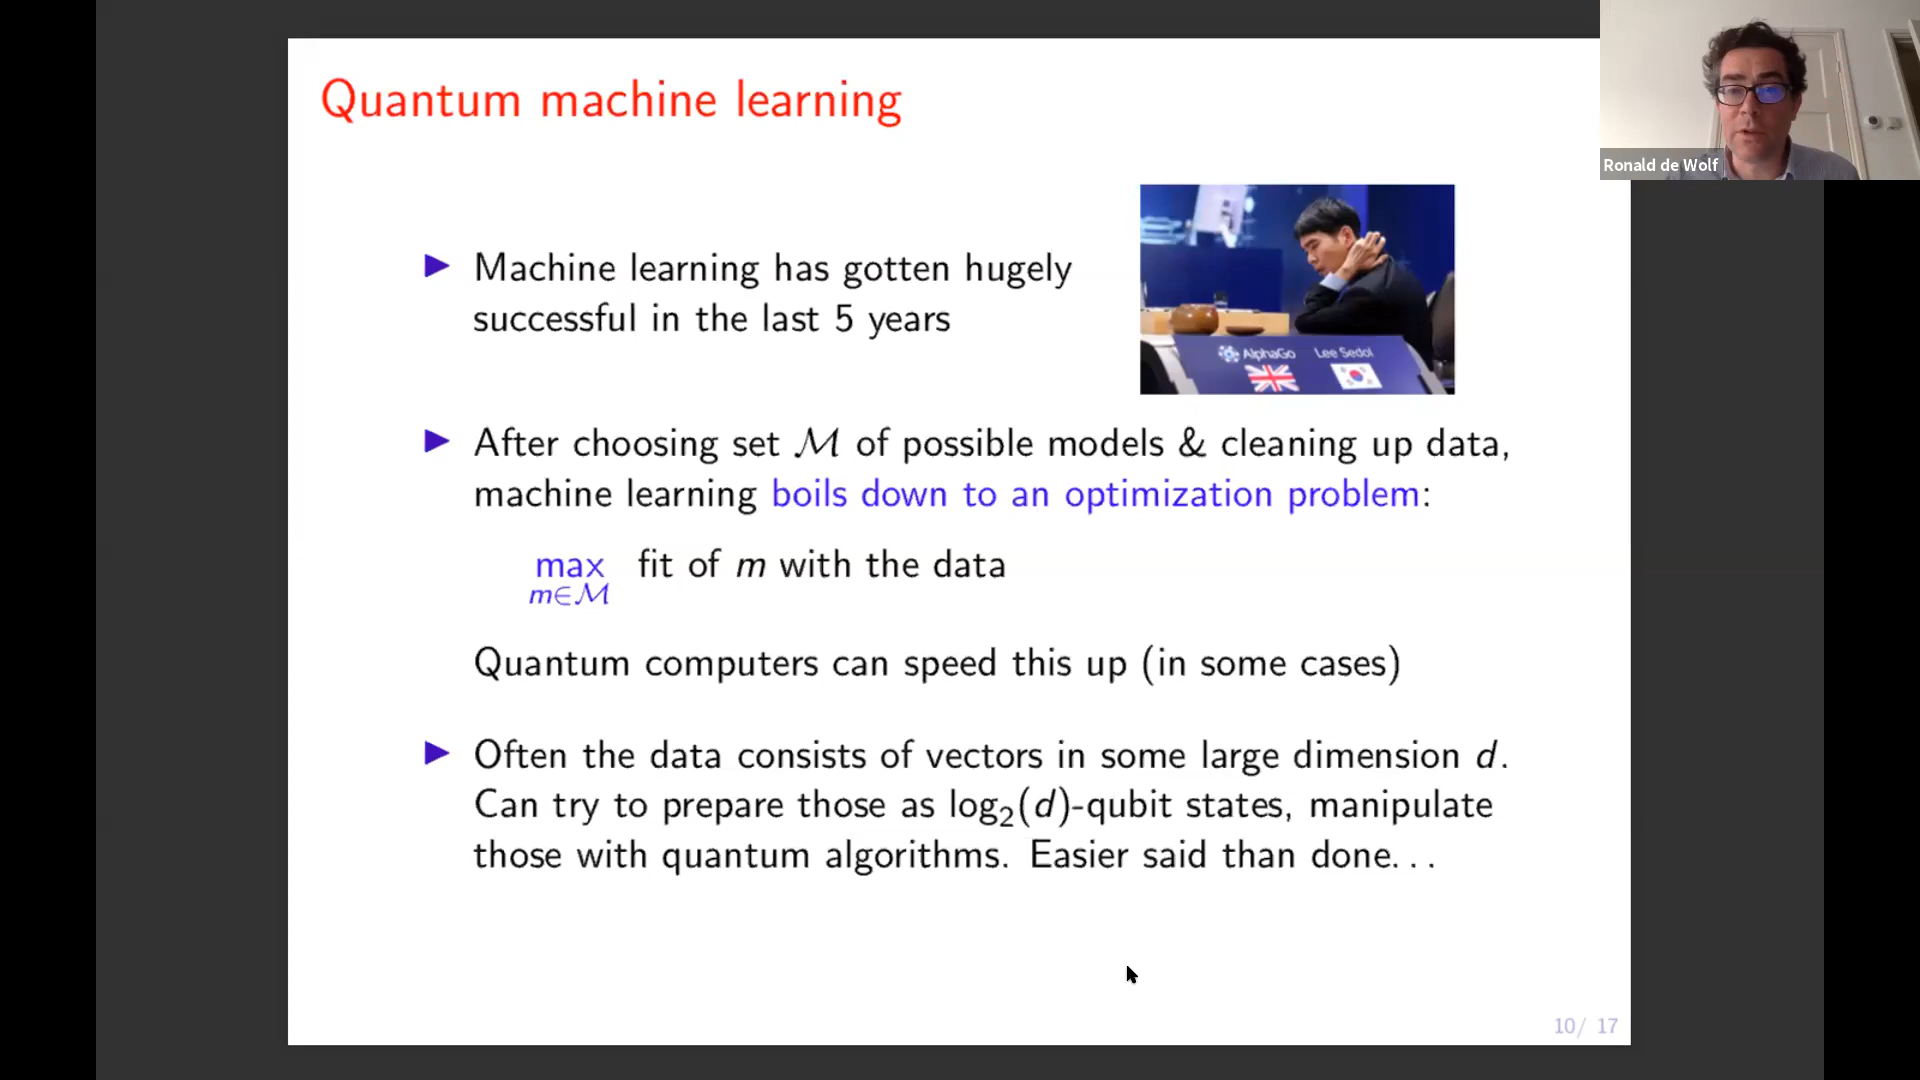 Quantum machine learning
Ronald de Wolf
▶ Machine learning has gotten hugely
successful in the last 5 years
AlphaGo Lee Sedol
▶ After choosing set ℳ of possible models & cleaning up data,
machine learning boils down to an optimization problem:
max fit of m with the data
m∈ℳ
Quantum computers can speed this up (in some cases)
▶ Often the data consists of vectors in some large dimension d.
Can try to prepare those as log₂(d)-qubit states, manipulate
those with quantum algorithms. Easier said than done...
10/ 17